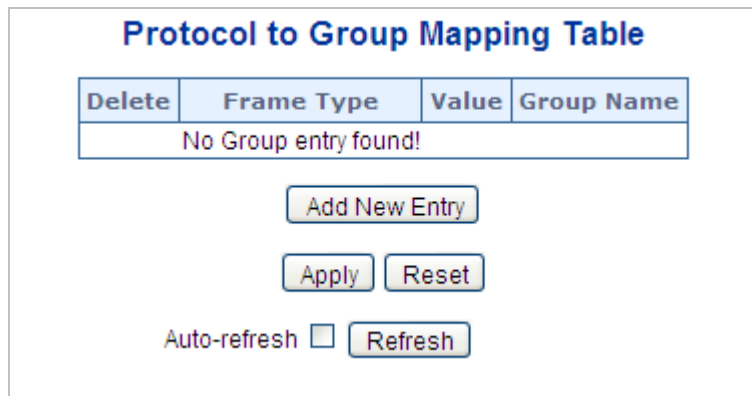 Protocol to Group Mapping Table
Delete Frame Type Value Group Name
No Group entry found!
Add New Entry
Apply Reset
Auto-refresh Refresh